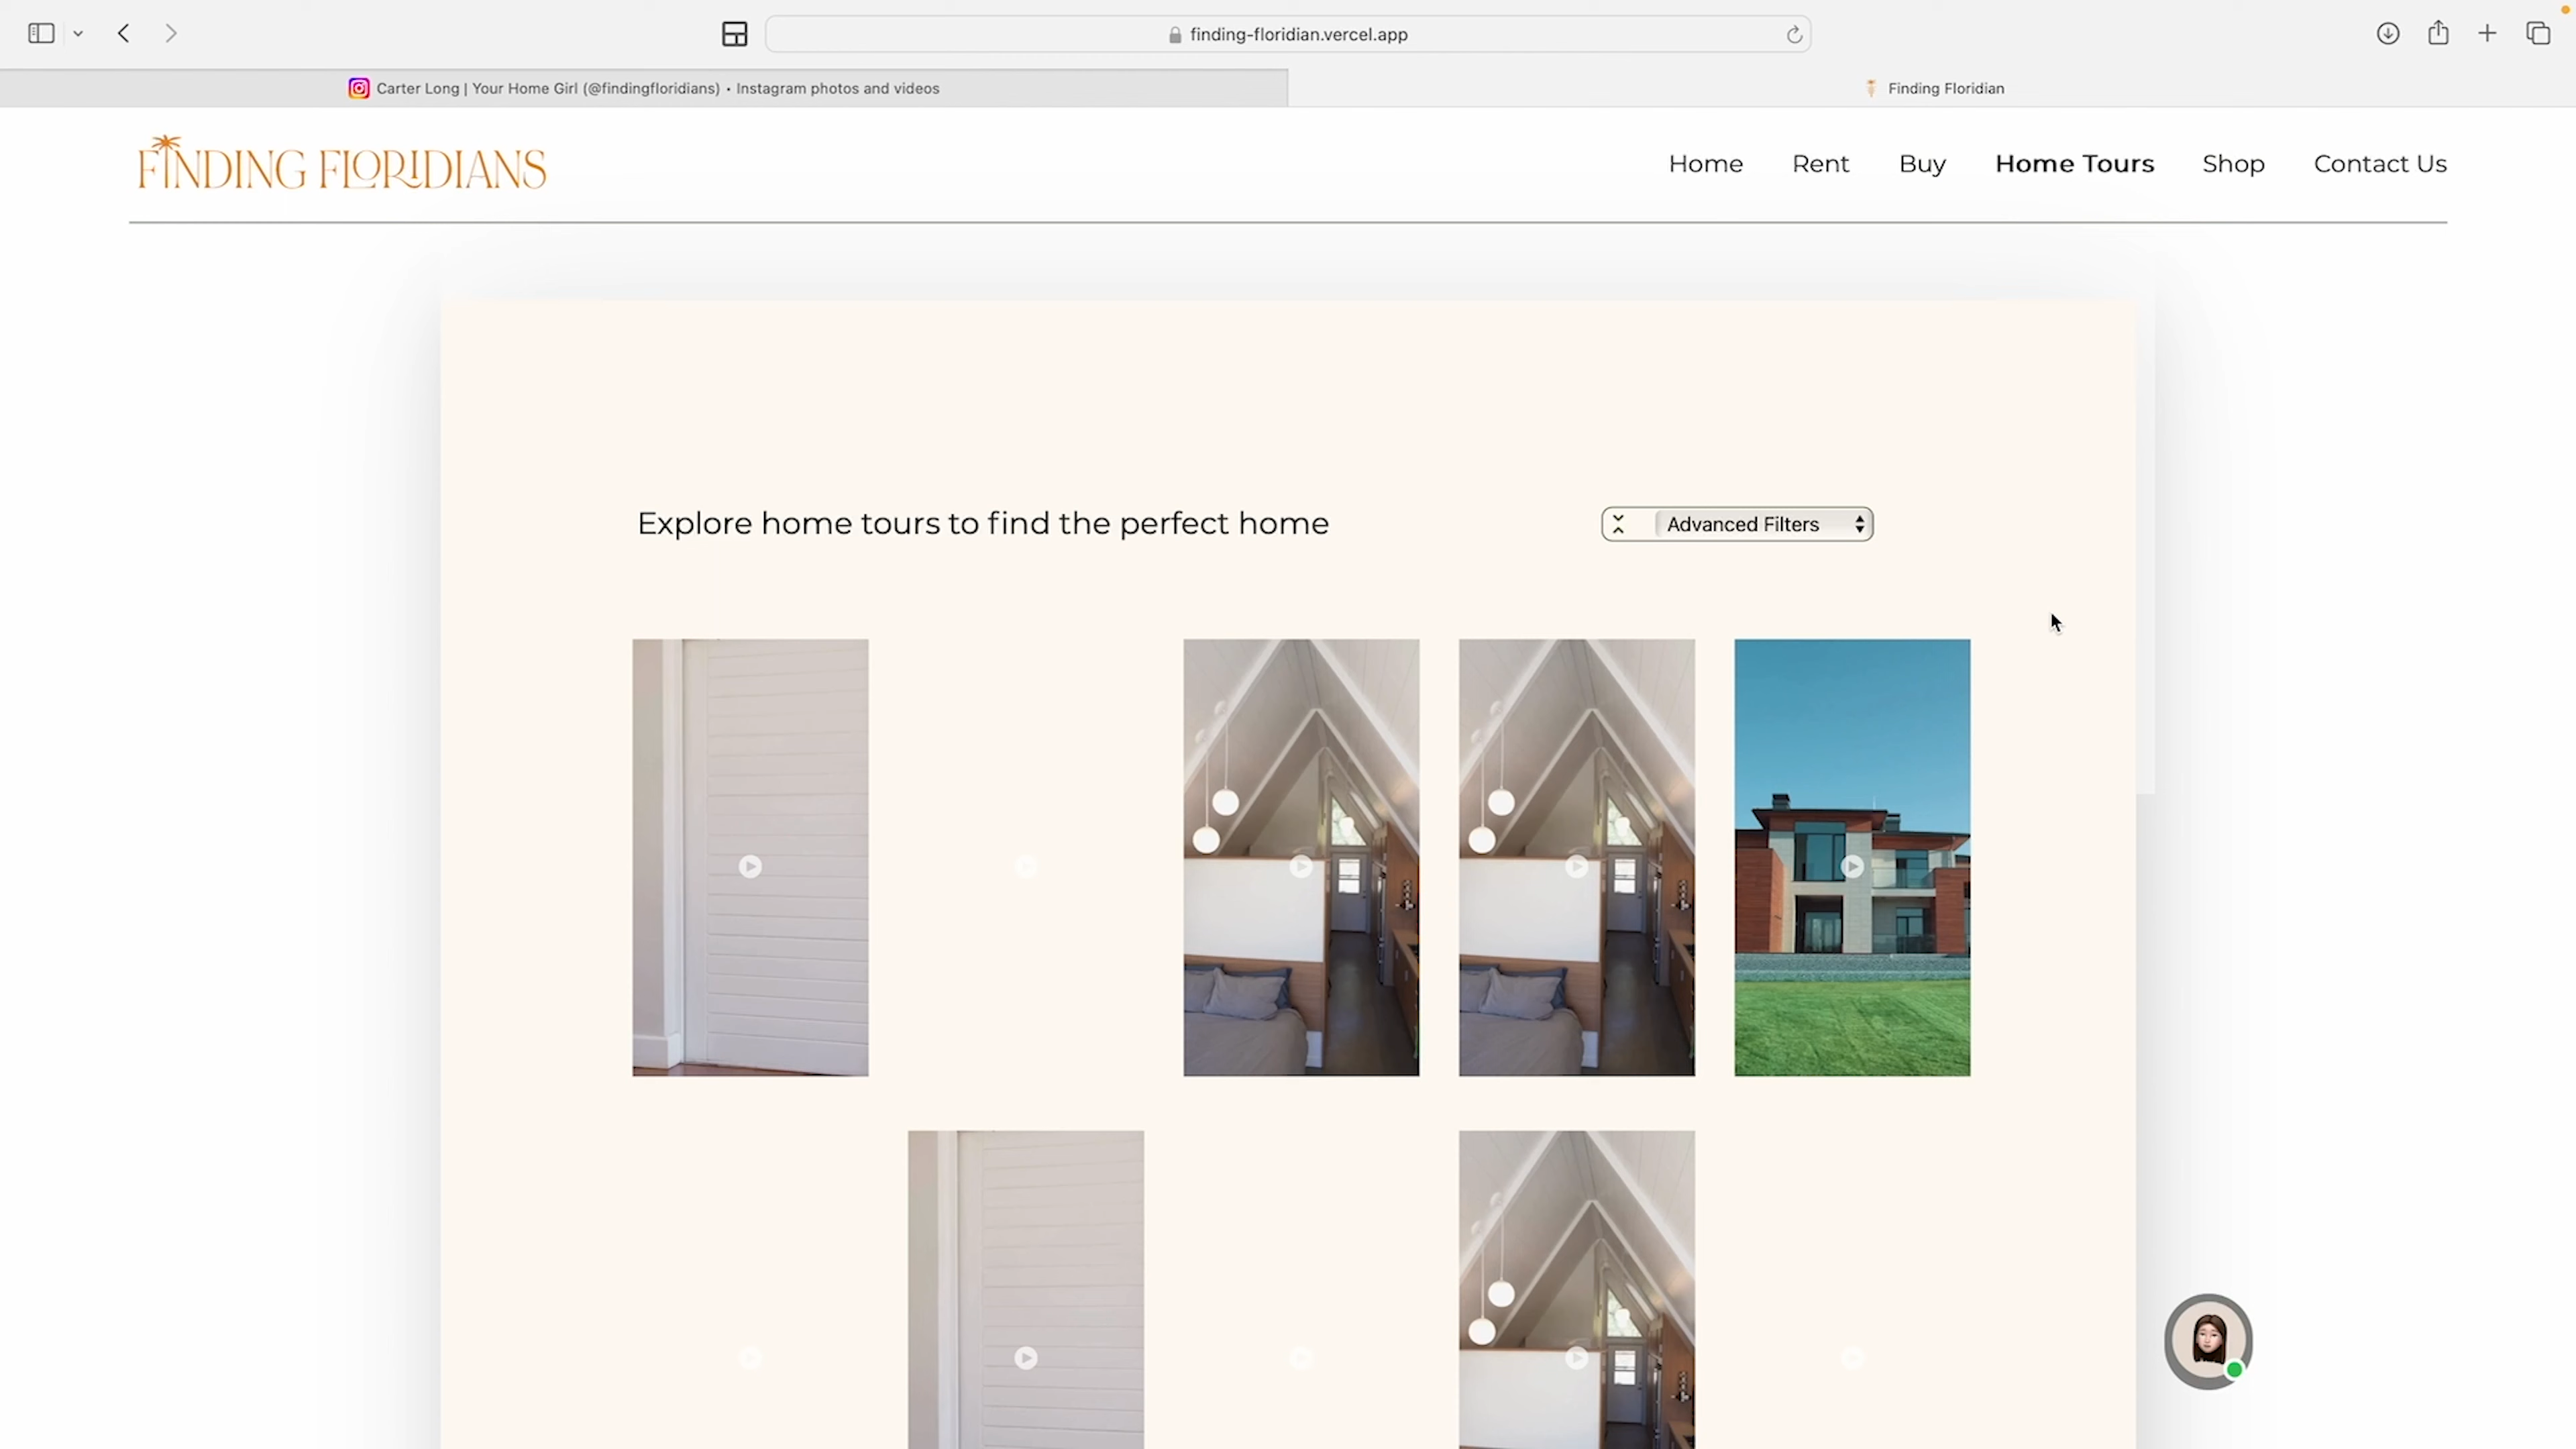 finding-floridian.vercel.app
Carter Long | Your Home Girl (@findingfloridians) • Instagram photos and videos
Finding Floridian
FINDING FLORIDIANS
Home Rent Buy Home Tours Shop Contact Us
Explore home tours to find the perfect home
Advanced Filters